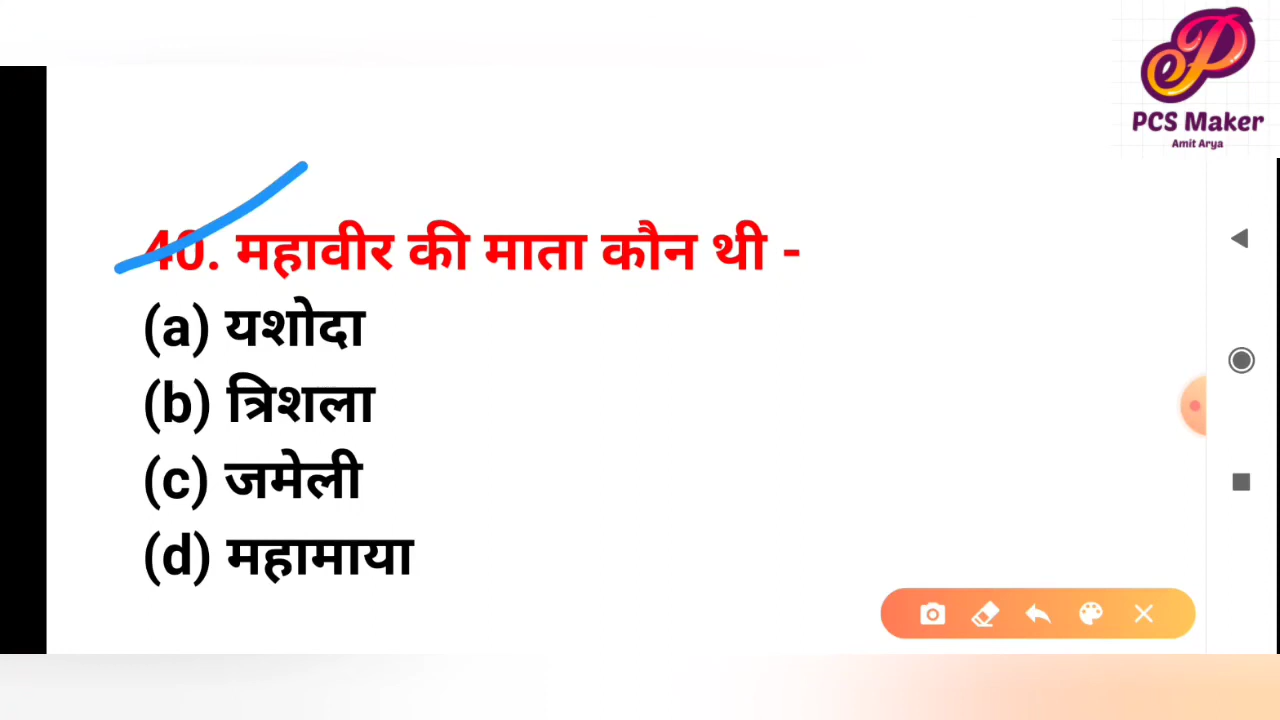 PCS Maker
Amit Arya
40. महावीर की माता कौन थी -
(a) यशोदा
(b) त्रिशला
(c) जमेली
(d) महामाया